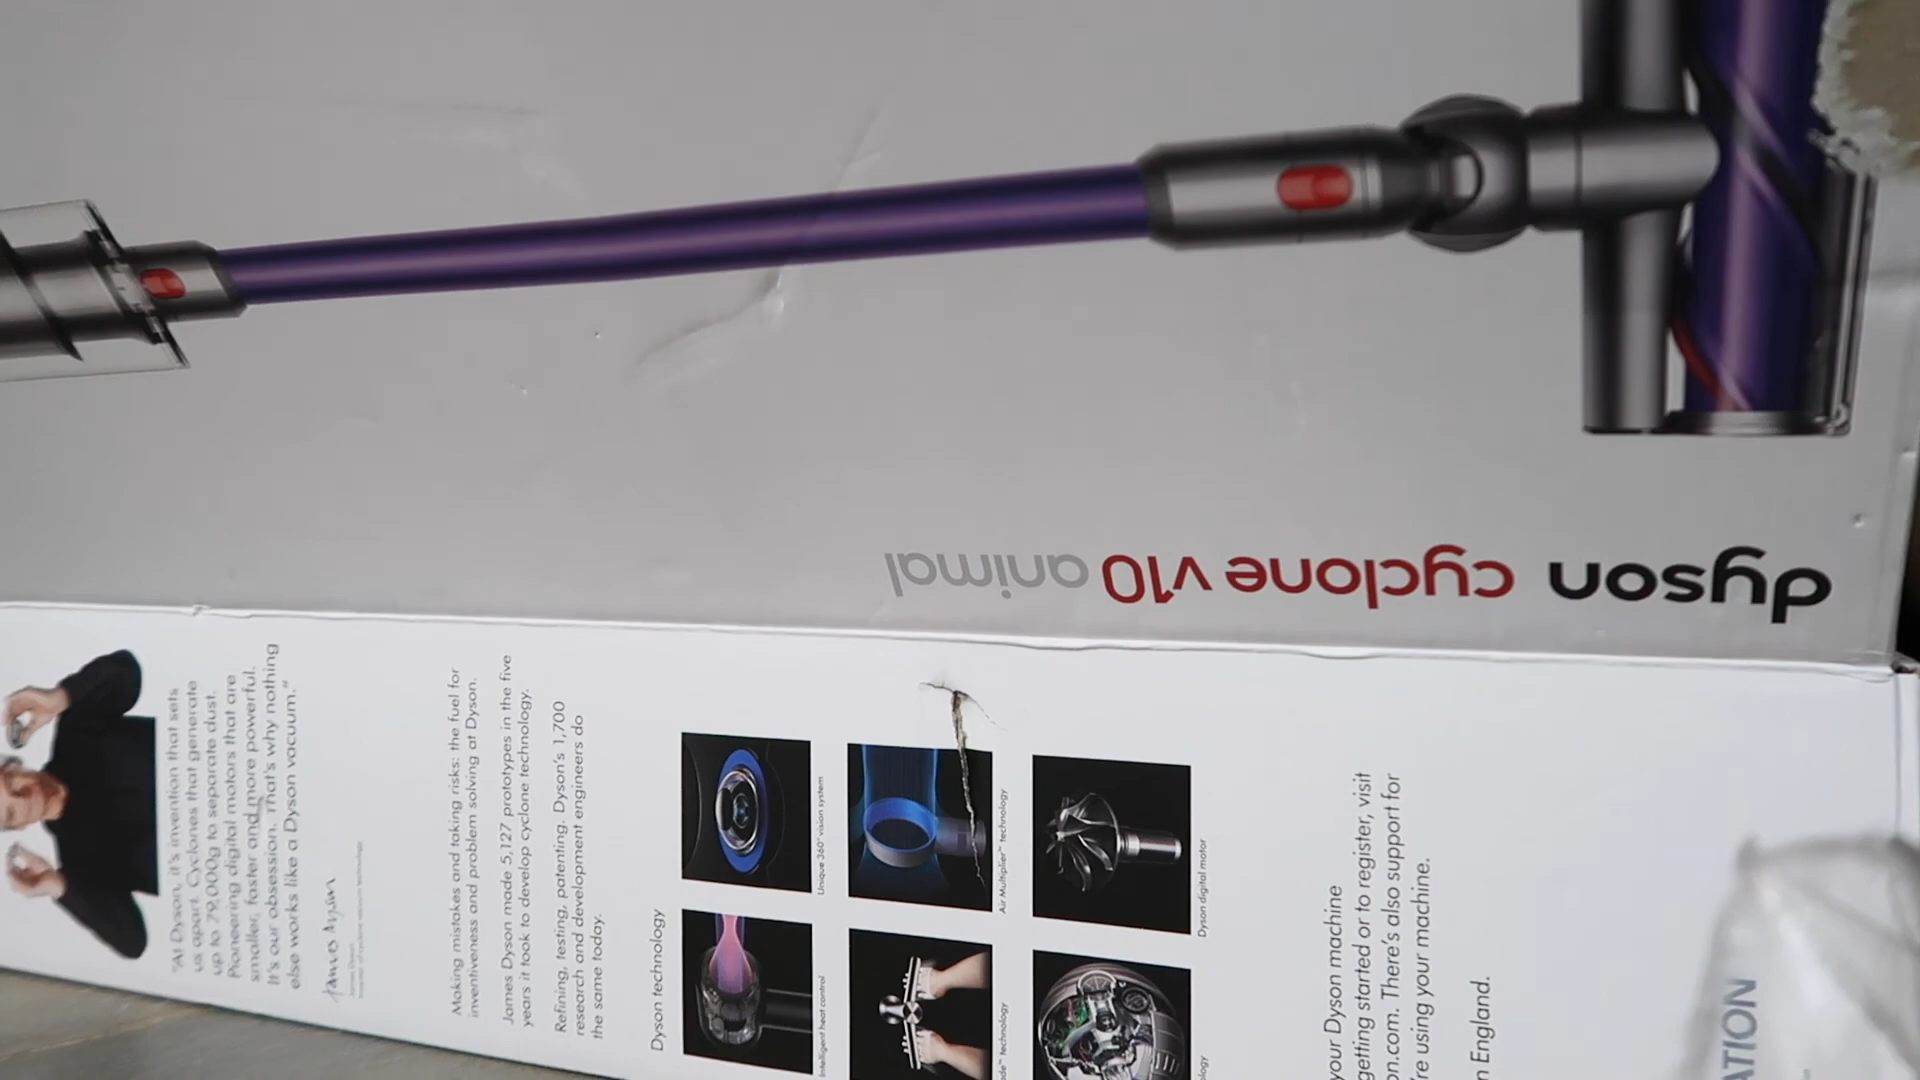 dyson cyclone v10 animal
"At Dyson, it's invention that sets
us apart. Cyclones that generate
up to 79,000g to separate dust.
Pioneering digital motors that are
smaller, faster and more powerful.
It's our obsession. That's why nothing
else works like a Dyson vacuum."
James Dyson
James Dyson
Making mistakes and taking risks: the fuel for
inventiveness and problem solving at Dyson.
James Dyson made 5,127 prototypes in the five
years it took to develop cyclone technology.
Refining, testing, patenting. Dyson's 1,700
research and development engineers do
the same today.
Dyson technology
Intelligent heat control
Unique 360° vision system
technology
Air Multiplier™ technology
Dyson digital motor
your Dyson machine
getting started or to register, visit
on.com. There's also support for
're using your machine.
n England.
ATION